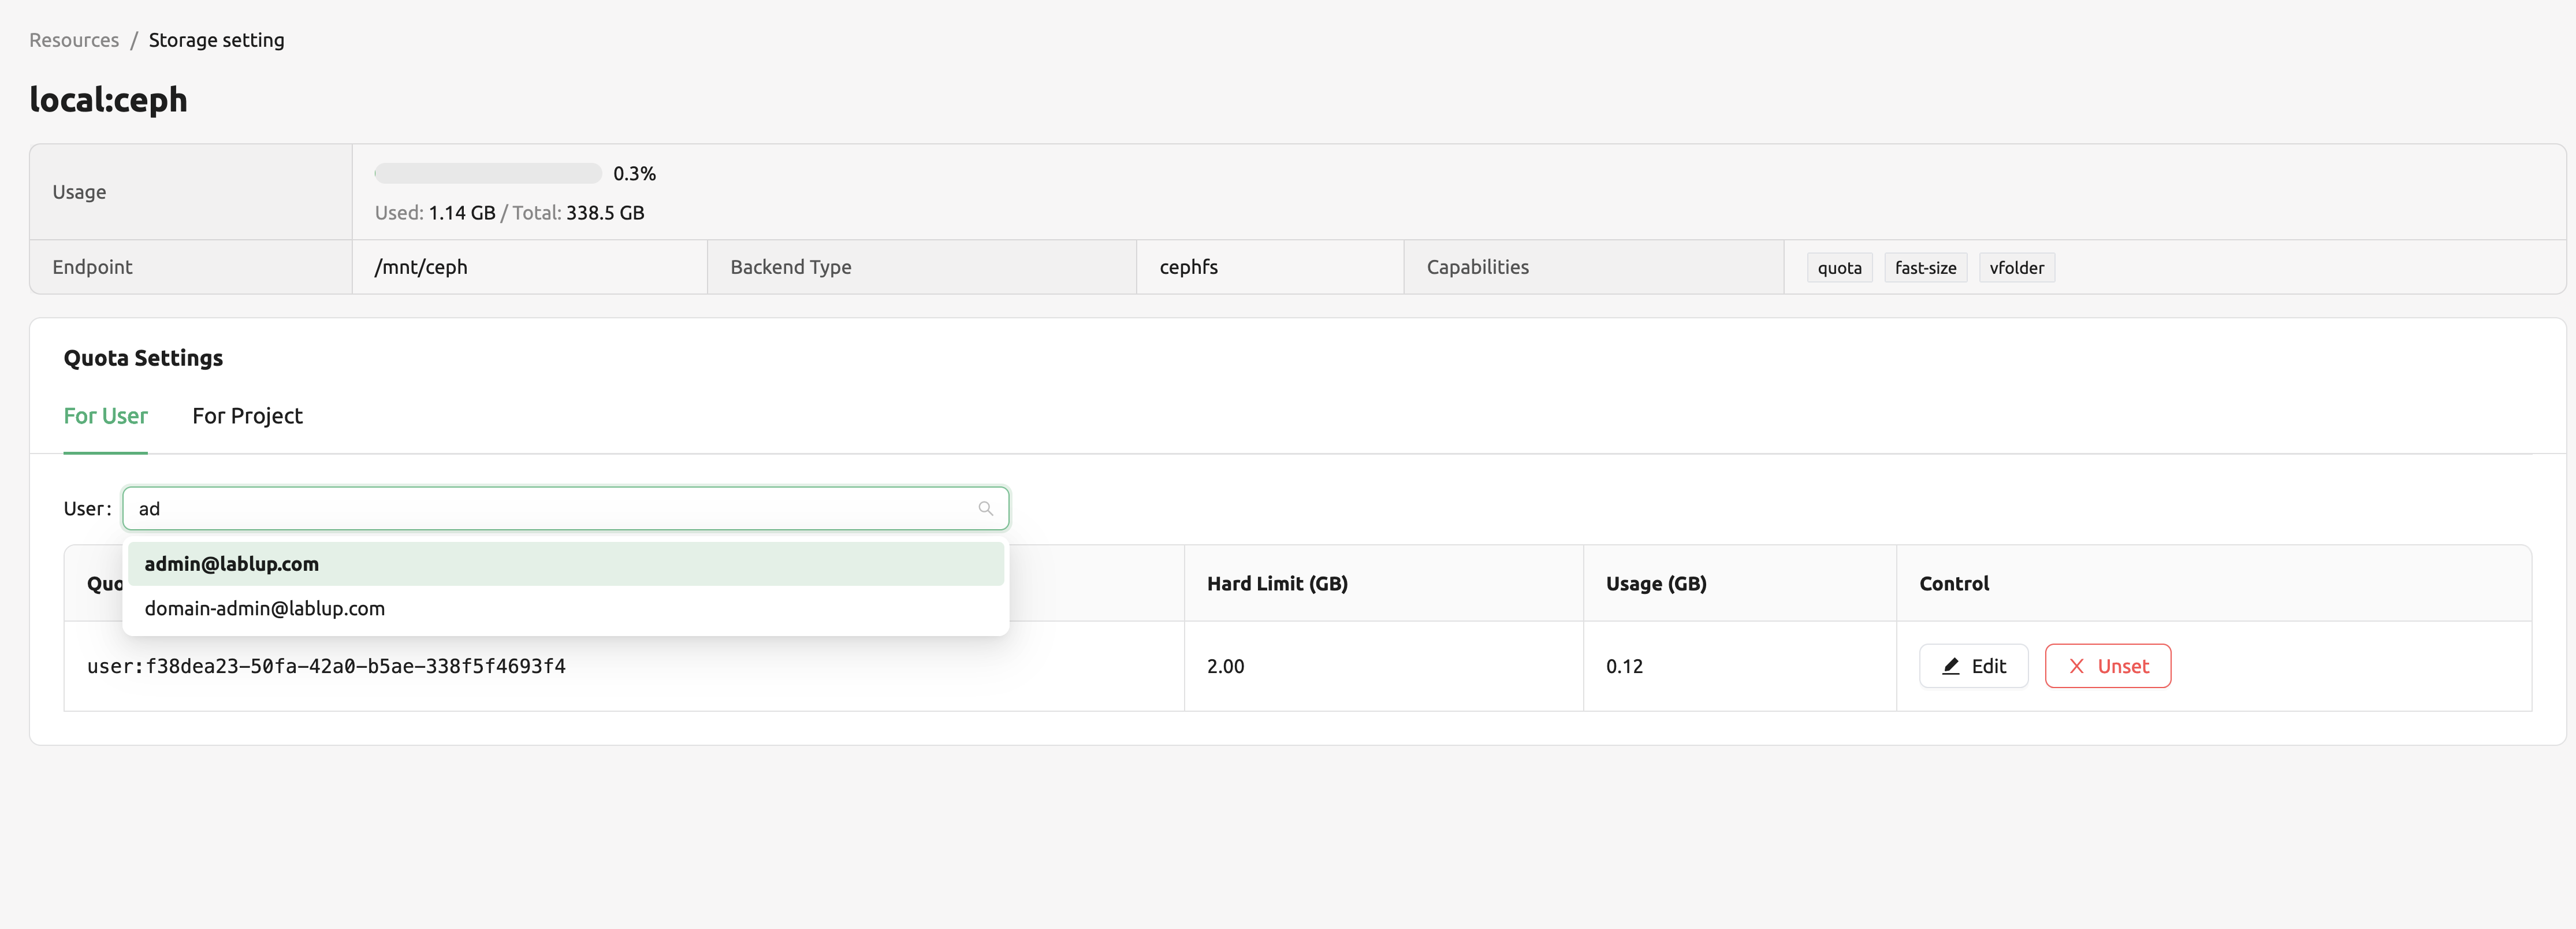 Resources / Storage setting
local:ceph
Usage
0.3%
Used: 1.14 GB / Total: 338.5 GB
Endpoint
/mnt/ceph
Backend Type
cephfs
Capabilities
quota
fast-size
vfolder
Quota Settings
For User
For Project
User:
ad
admin@lablup.com
domain-admin@lablup.com
Hard Limit (GB)
Usage (GB)
Control
user:f38dea23-50fa-42a0-b5ae-338f5f4693f4
2.00
0.12
Edit
Unset